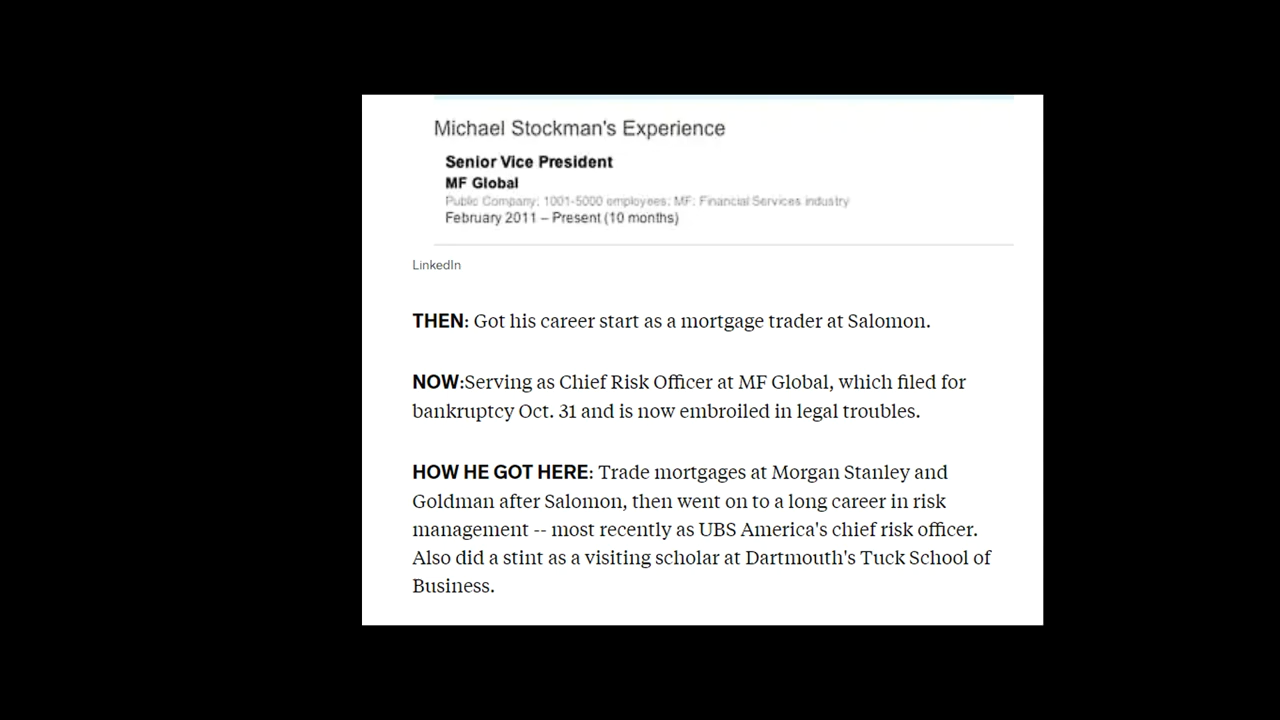 Michael Stockman's Experience
Senior Vice President
MF Global
Public Company; 1001-5000 employees; MF; Financial Services industry
February 2011 – Present (10 months)
LinkedIn
THEN: Got his career start as a mortgage trader at Salomon.
NOW:Serving as Chief Risk Officer at MF Global, which filed for
bankruptcy Oct. 31 and is now embroiled in legal troubles.
HOW HE GOT HERE: Trade mortgages at Morgan Stanley and
Goldman after Salomon, then went on to a long career in risk
management -- most recently as UBS America's chief risk officer.
Also did a stint as a visiting scholar at Dartmouth's Tuck School of
Business.